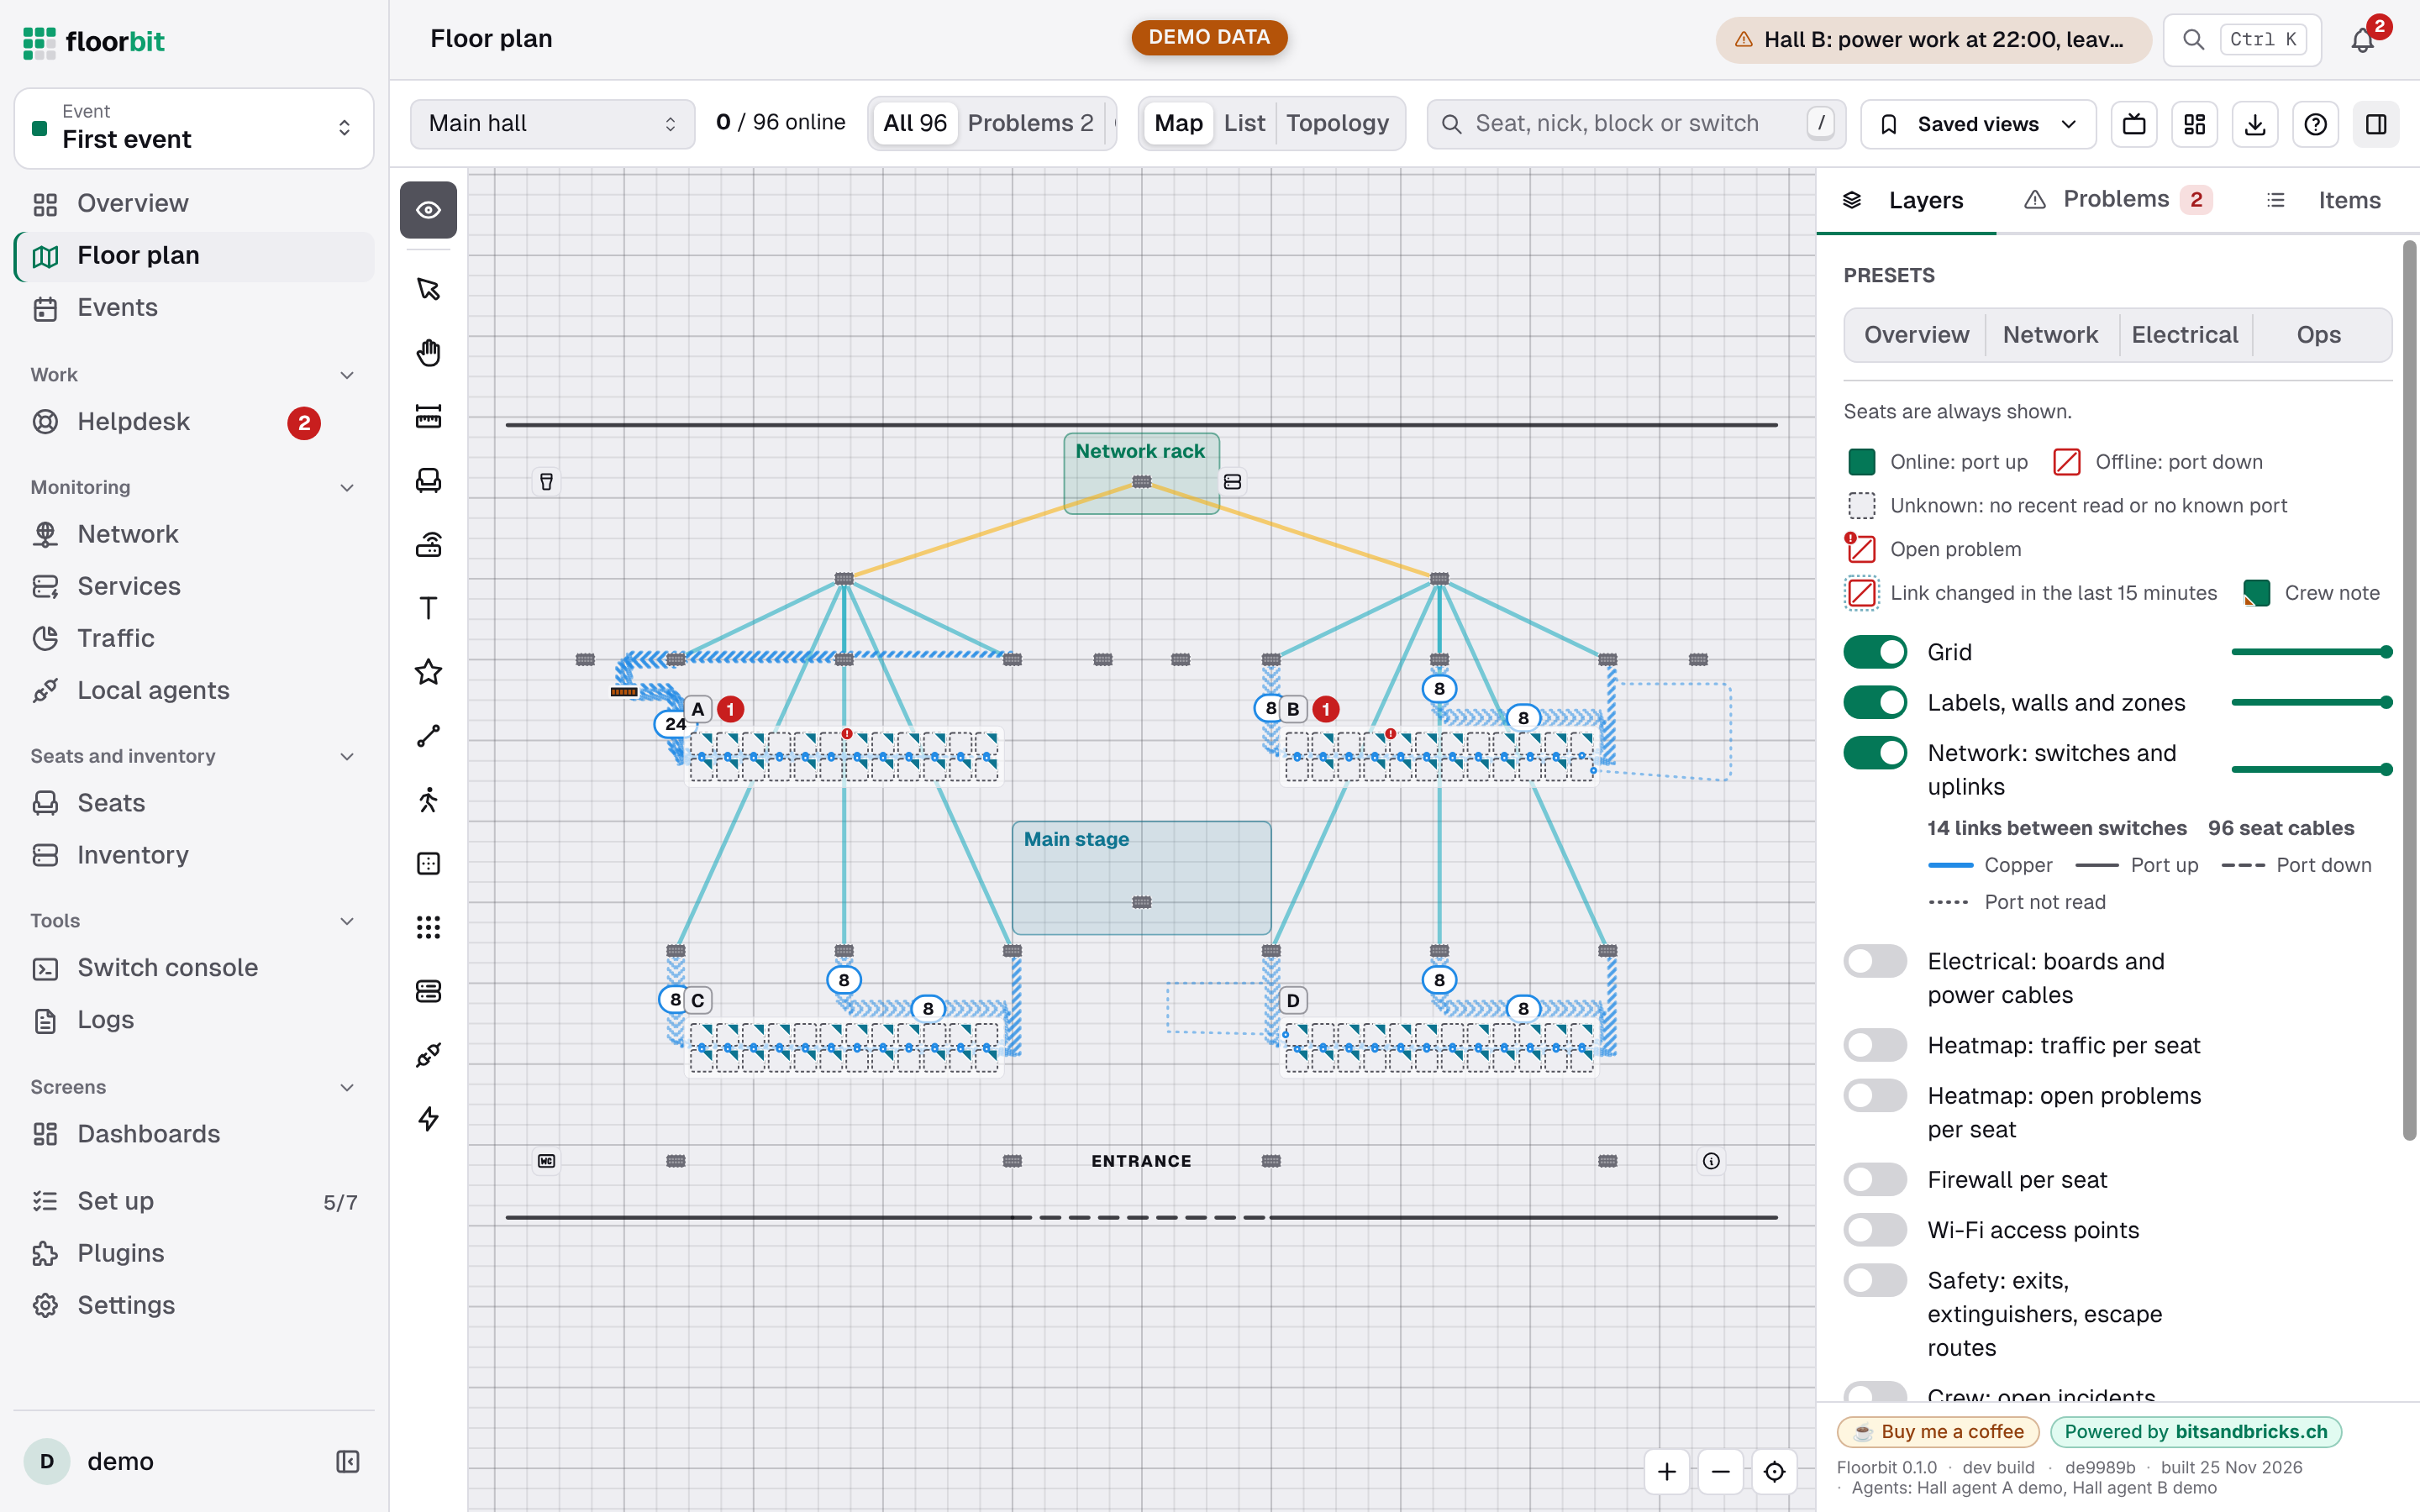 floorbit
Event
First event
Overview
Floor plan
Events
Work
Helpdesk 2
Monitoring
Network
Services
Traffic
Local agents
Seats and inventory
Seats
Inventory
Tools
Switch console
Logs
Screens
Dashboards
Set up 5/7
Plugins
Settings
D demo
Floor plan
DEMO DATA
Hall B: power work at 22:00, leav...
Ctrl K
2
Main hall
0 / 96 online
All 96
Problems 2
Map
List
Topology
Seat, nick, block or switch /
Saved views
Network rack
24 A 1
8 B 1
8
8
Main stage
8 C
8
8
D
8
8
WC
ENTRANCE
Layers
Problems 2
Items
PRESETS
Overview Network Electrical Ops
Seats are always shown.
Online: port up Offline: port down
Unknown: no recent read or no known port
Open problem
Link changed in the last 15 minutes Crew note
Grid
Labels, walls and zones
Network: switches and
uplinks
14 links between switches 96 seat cables
Copper Port up Port down
Port not read
Electrical: boards and
power cables
Heatmap: traffic per seat
Heatmap: open problems
per seat
Firewall per seat
Wi-Fi access points
Safety: exits,
extinguishers, escape
routes
Crew: open incidents
Buy me a coffee
Powered by bitsandbricks.ch
Floorbit 0.1.0 · dev build · de9989b · built 25 Nov 2026
· Agents: Hall agent A demo, Hall agent B demo